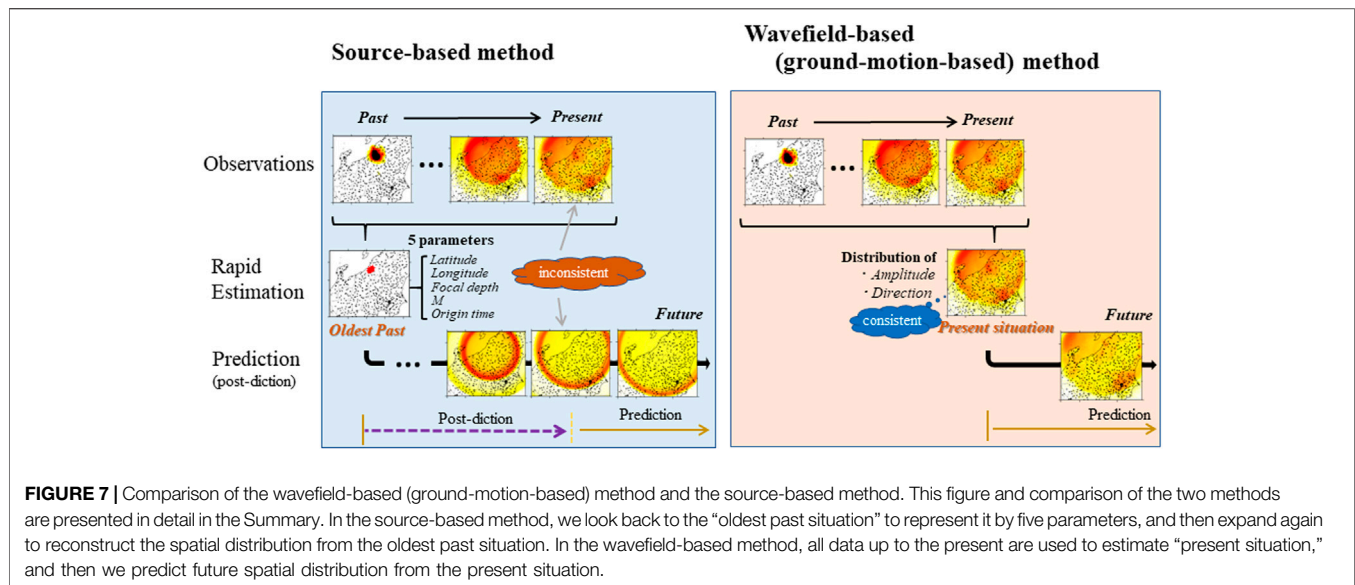 Source-based method
Wavefield-based
(ground-motion-based) method
Observations
Past
Present
...
Rapid
Estimation
5 parameters
Latitude
Longitude
Focal depth
M
Origin time
Oldest Past
inconsistent
Prediction
(post-diction)
...
Future
Post-diction
Prediction
Past
Present
...
Distribution of
・Amplitude
・Direction
consistent
Present situation
Future
Prediction
FIGURE 7 | Comparison of the wavefield-based (ground-motion-based) method and the source-based method. This figure and comparison of the two methods
are presented in detail in the Summary. In the source-based method, we look back to the “oldest past situation” to represent it by five parameters, and then expand again
to reconstruct the spatial distribution from the oldest past situation. In the wavefield-based method, all data up to the present are used to estimate “present situation,”
and then we predict future spatial distribution from the present situation.